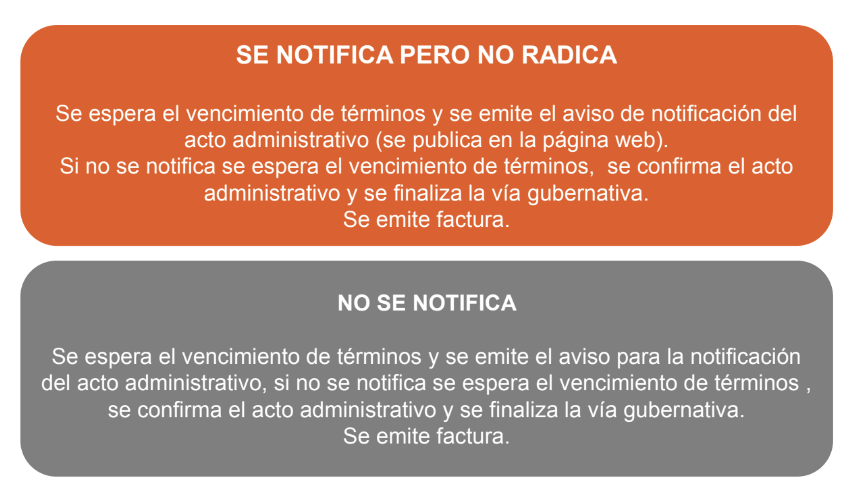 SE NOTIFICA PERO NO RADICA
Se espera el vencimiento de términos y se emite el aviso de notificación del
acto administrativo (se publica en la página web).
Si no se notifica se espera el vencimiento de términos,  se confirma el acto
administrativo y se finaliza la vía gubernativa.
Se emite factura.
NO SE NOTIFICA
Se espera el vencimiento de términos y se emite el aviso para la notificación
del acto administrativo, si no se notifica se espera el vencimiento de términos ,
se confirma el acto administrativo y se finaliza la vía gubernativa.
Se emite factura.